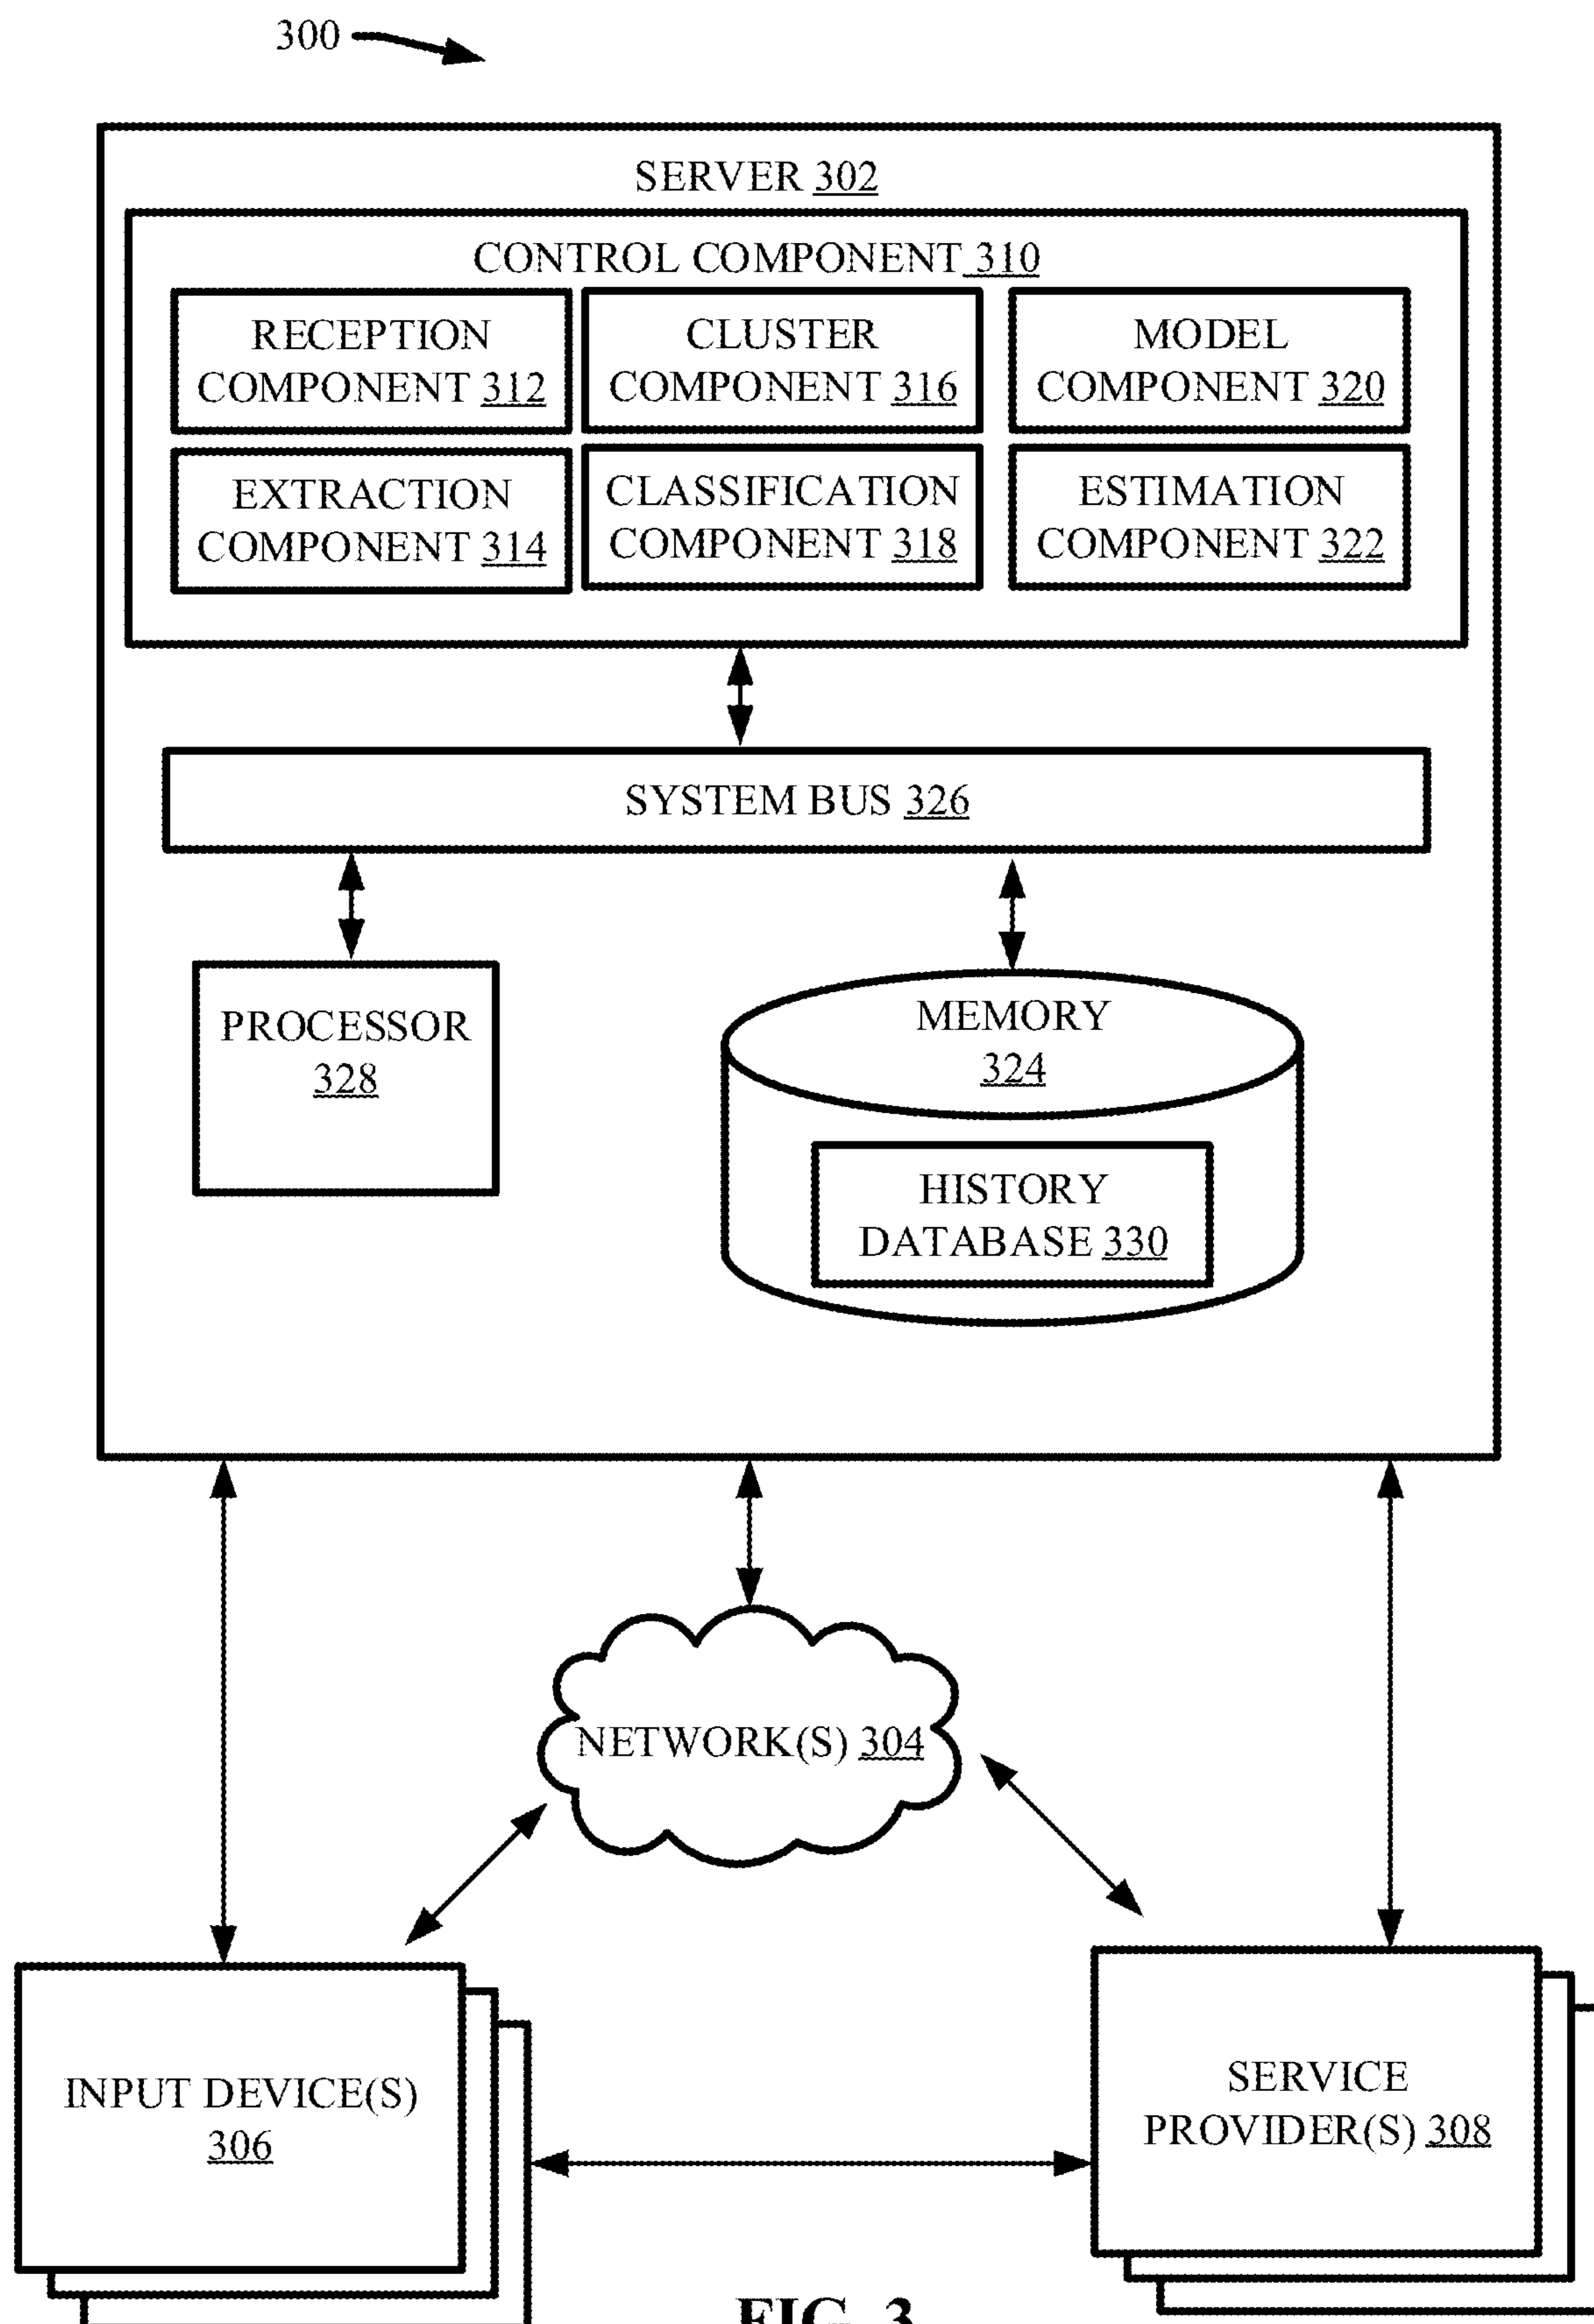 300
SERVER 302
CONTROL COMPONENT 310
RECEPTION
COMPONENT 312
CLUSTER
COMPONENT 316
MODEL
COMPONENT 320
EXTRACTION
COMPONENT 314
CLASSIFICATION
COMPONENT 318
ESTIMATION
COMPONENT 322
SYSTEM BUS 326
PROCESSOR
328
MEMORY
324
HISTORY
DATABASE 330
NETWORK(S) 304
INPUT DEVICE(S)
306
SERVICE
PROVIDER(S) 308
FIG. 3